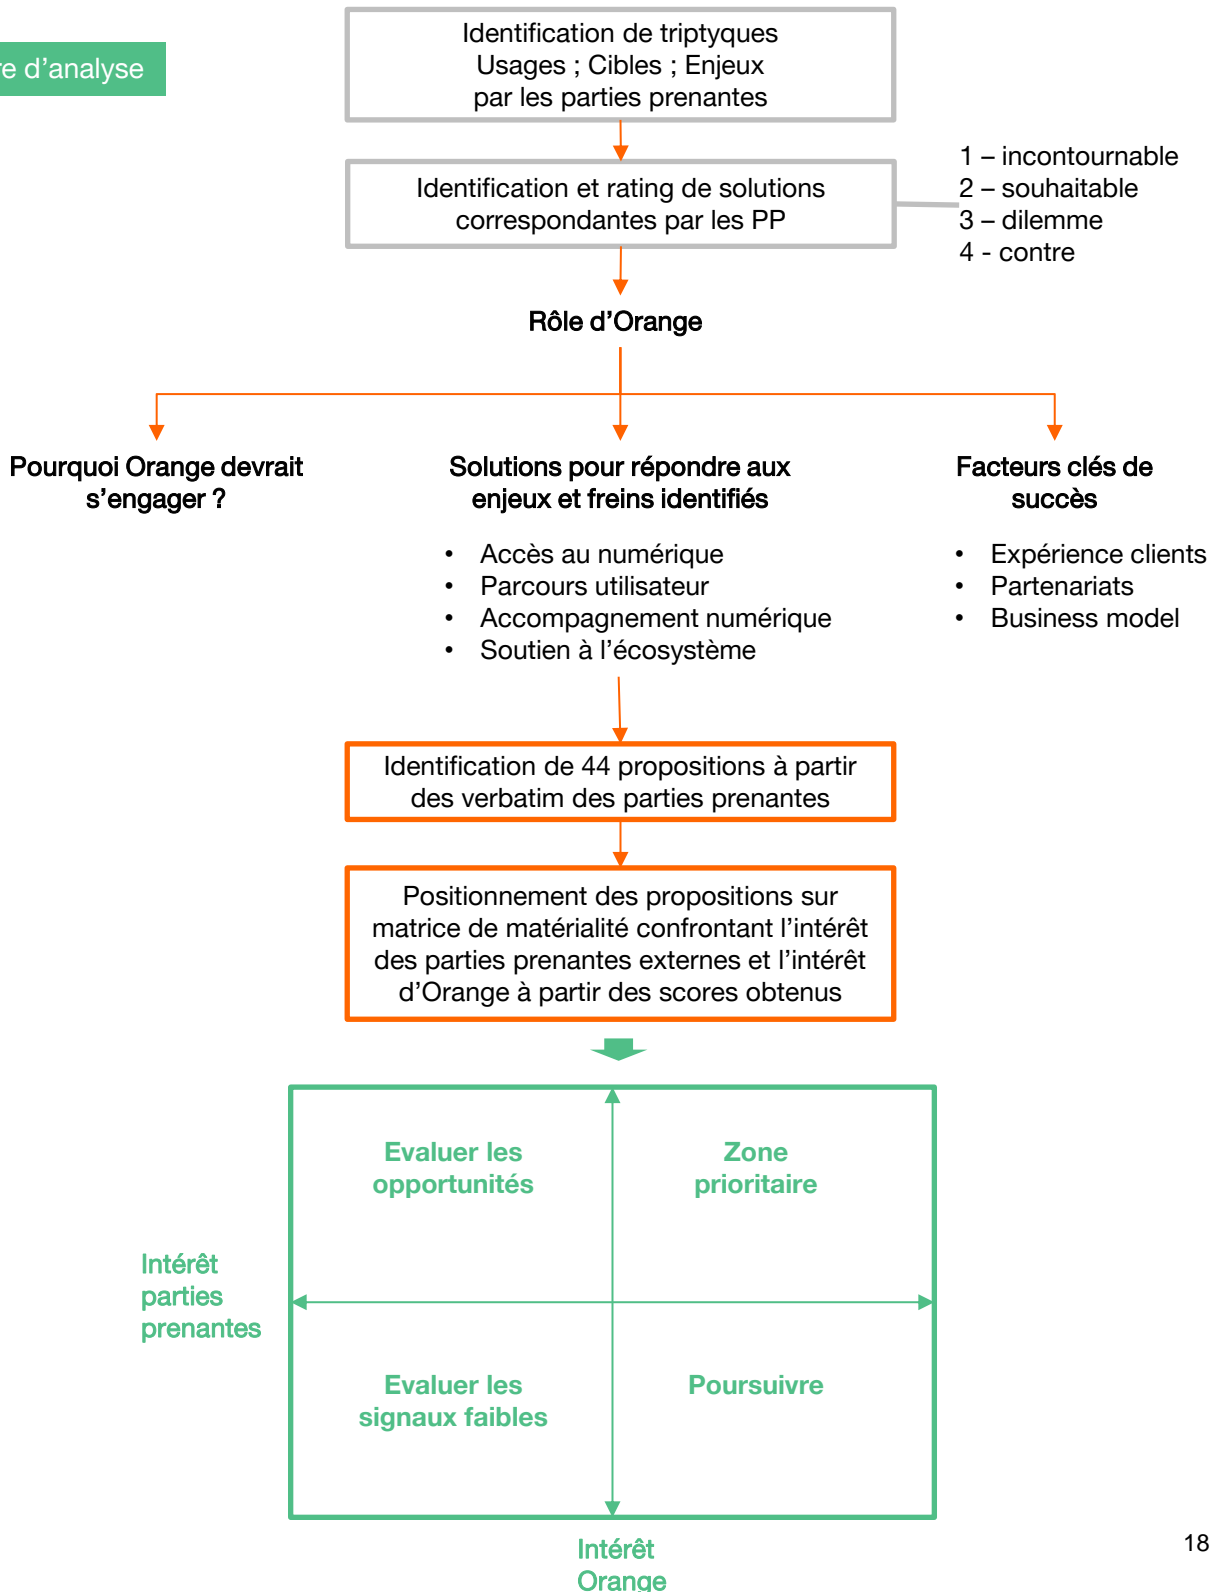 re d'analyse
Identification de triptyques
Usages ; Cibles ; Enjeux
par les parties prenantes
Identification et rating de solutions
correspondantes par les PP
1 – incontournable
2 – souhaitable
3 – dilemme
4 - contre
Rôle d'Orange
Pourquoi Orange devrait
s'engager ?
Solutions pour répondre aux
enjeux et freins identifiés
• Accès au numérique
• Parcours utilisateur
• Accompagnement numérique
• Soutien à l'écosystème
Facteurs clés de
succès
• Expérience clients
• Partenariats
• Business model
Identification de 44 propositions à partir
des verbatim des parties prenantes
Positionnement des propositions sur
matrice de matérialité confrontant l'intérêt
des parties prenantes externes et l'intérêt
d'Orange à partir des scores obtenus
Evaluer les
opportunités
Zone
prioritaire
Intérêt
parties
prenantes
Evaluer les
signaux faibles
Poursuivre
Intérêt
Orange
18